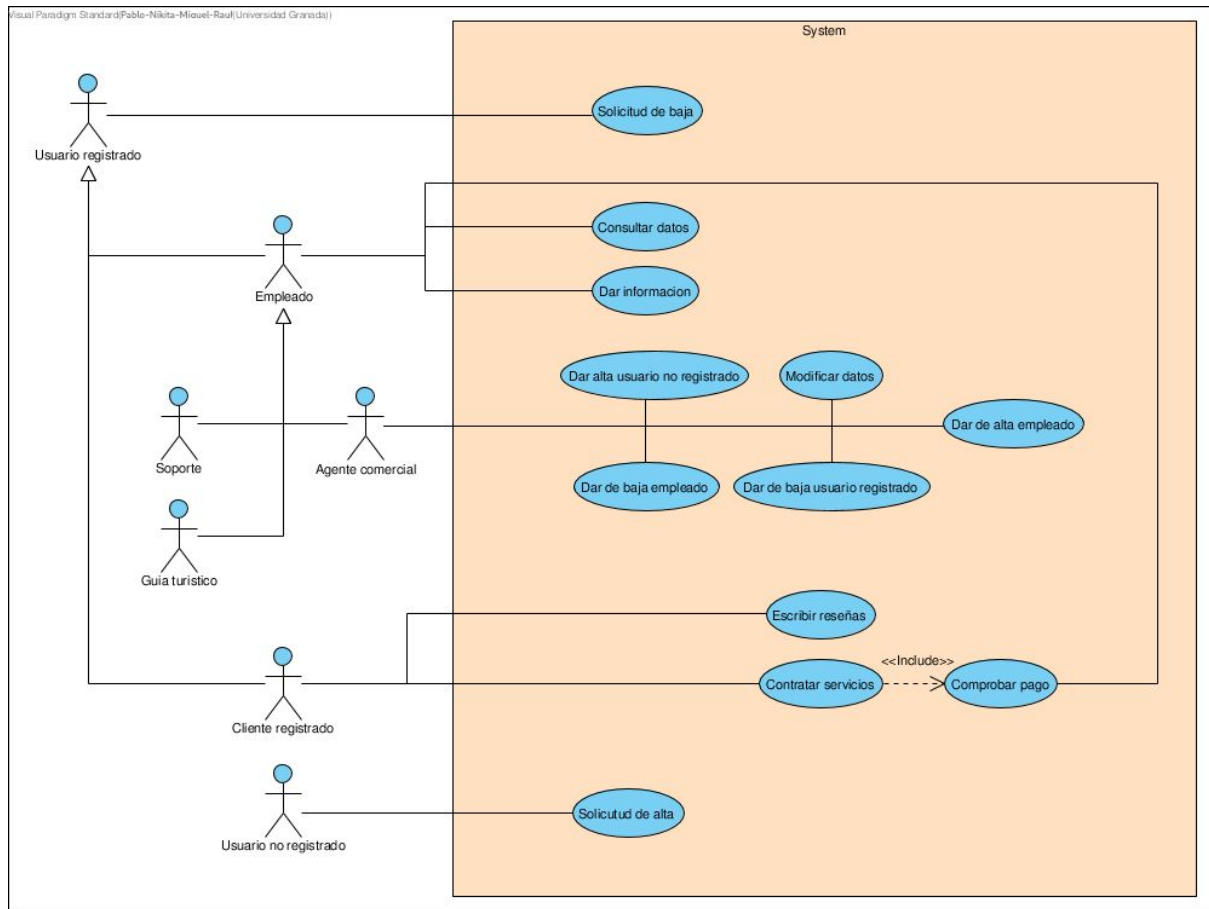 Visual Paradigm Standard(Pablo-Nikita-Miguel-Raul(Universidad Granada))
System
Solicitud de baja
Usuario registrado
Consultar datos
Empleado
Dar informacion
Dar alta usuario no registrado
Modificar datos
Dar de alta empleado
Soporte
Agente comercial
Dar de baja empleado
Dar de baja usuario registrado
Guia turistico
Escribir reseñas
<<Include>>
Contratar servicios
Comprobar pago
Cliente registrado
Solicutud de alta
Usuario no registrado